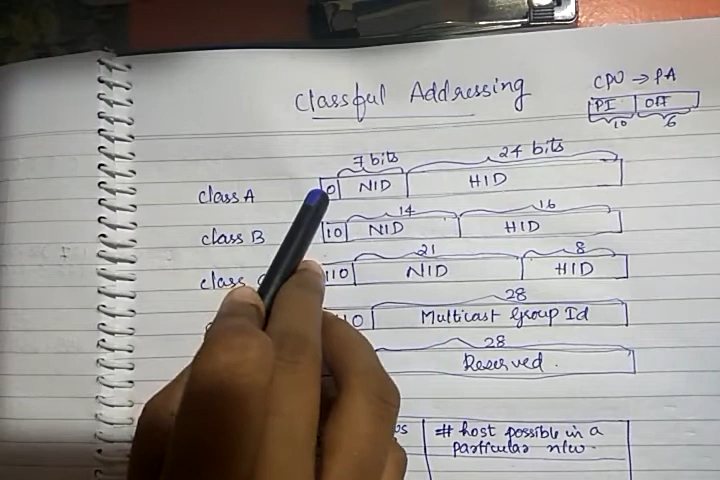 Classful Addressing
CPU → PA
PI Off
10 6
7 bits 24 bits
Class A 0 NID HID
14 16
class B 10 NID HID
21 8
class 110 NID HID
28
10 Multicast Group Id
28
Reserved.
# host possible in a
particular n/w.